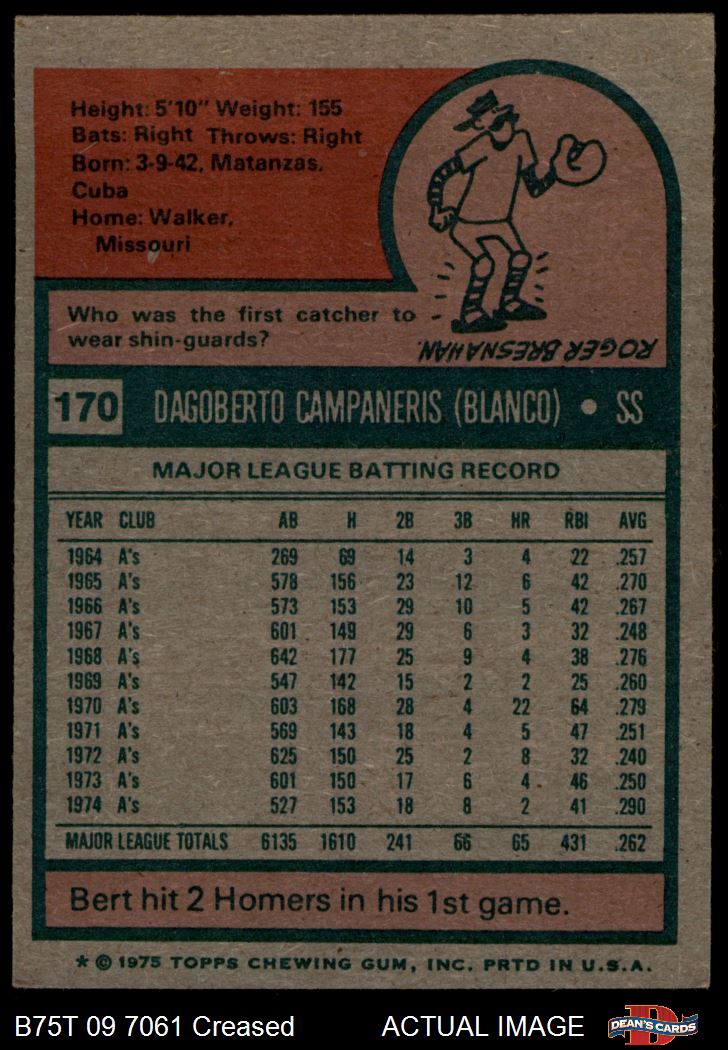 Height: 5'10" Weight: 155
Bats: Right Throws: Right
Born: 3-9-42, Matanzas,
Cuba
Home: Walker,
Missouri
Who was the first catcher to
wear shin-guards?
ROGER BRESNAHAN.
170 DAGOBERTO CAMPANERIS (BLANCO) • SS
MAJOR LEAGUE BATTING RECORD
YEAR CLUB AB H 2B 3B HR RBI AVG
1964 A's 269 69 14 3 4 22 .257
1965 A's 578 156 23 12 6 42 .270
1966 A's 573 153 29 10 5 42 .267
1967 A's 601 149 29 6 3 32 .248
1968 A's 642 177 25 9 4 38 .276
1969 A's 547 142 15 2 2 25 .260
1970 A's 603 168 28 4 22 64 .279
1971 A's 569 143 18 4 5 47 .251
1972 A's 625 150 25 2 8 32 .240
1973 A's 601 150 17 6 4 46 .250
1974 A's 527 153 18 8 2 41 .290
MAJOR LEAGUE TOTALS 6135 1610 241 66 65 431 .262
Bert hit 2 Homers in his 1st game.
* © 1975 TOPPS CHEWING GUM, INC. PRTD IN U.S.A.
B75T 09 7061 Creased ACTUAL IMAGE
D
DEAN'S CARDS